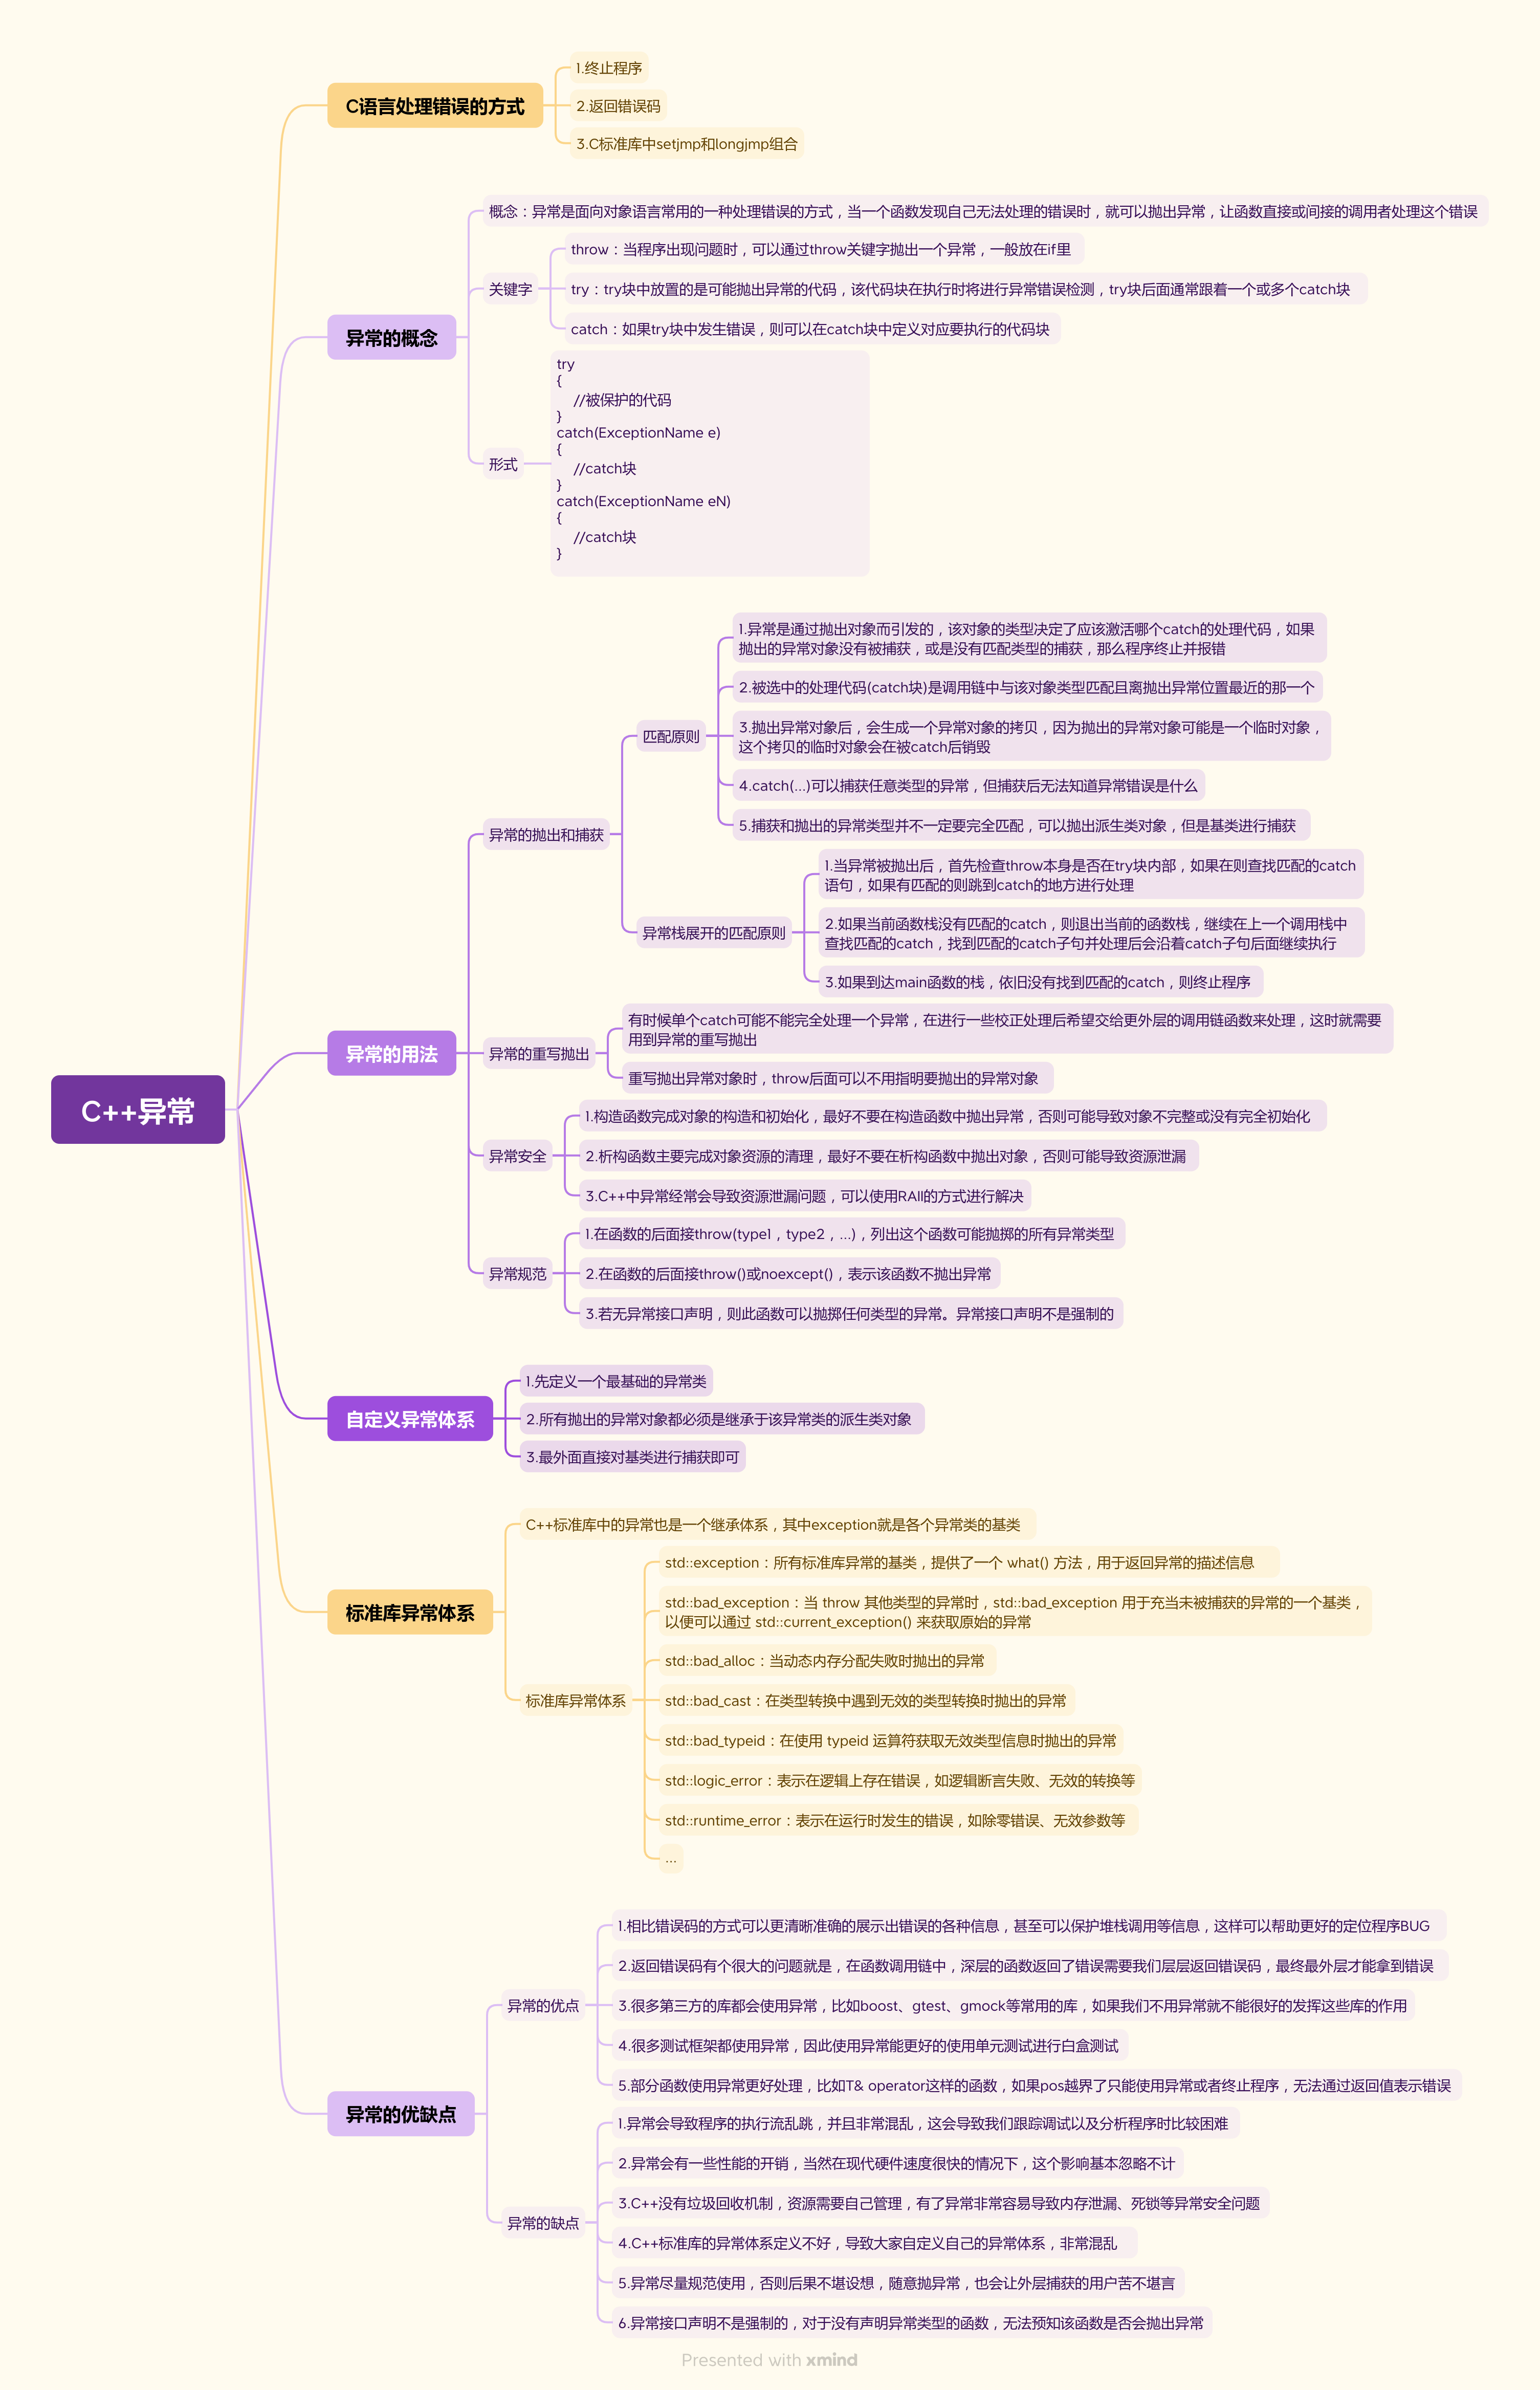 C++异常
C语言处理错误的方式
1.终止程序
2.返回错误码
3.C标准库中setjmp和longjmp组合
异常的概念
概念：异常是面向对象语言常用的一种处理错误的方式，当一个函数发现自己无法处理的错误时，就可以抛出异常，让函数直接或间接的调用者处理这个错误
关键字
throw：当程序出现问题时，可以通过throw关键字抛出一个异常，一般放在if里
try：try块中放置的是可能抛出异常的代码，该代码块在执行时将进行异常错误检测，try块后面通常跟着一个或多个catch块
catch：如果try块中发生错误，则可以在catch块中定义对应要执行的代码块
形式
try
{
//被保护的代码
}
catch(ExceptionName e)
{
//catch块
}
catch(ExceptionName eN)
{
//catch块
}
异常的用法
异常的抛出和捕获
匹配原则
1.异常是通过抛出对象而引发的，该对象的类型决定了应该激活哪个catch的处理代码，如果
抛出的异常对象没有被捕获，或是没有匹配类型的捕获，那么程序终止并报错
2.被选中的处理代码(catch块)是调用链中与该对象类型匹配且离抛出异常位置最近的那一个
3.抛出异常对象后，会生成一个异常对象的拷贝，因为抛出的异常对象可能是一个临时对象，
这个拷贝的临时对象会在被catch后销毁
4.catch(...)可以捕获任意类型的异常，但捕获后无法知道异常错误是什么
5.捕获和抛出的异常类型并不一定要完全匹配，可以抛出派生类对象，但是基类进行捕获
异常栈展开的匹配原则
1.当异常被抛出后，首先检查throw本身是否在try块内部，如果在则查找匹配的catch
语句，如果有匹配的则跳到catch的地方进行处理
2.如果当前函数栈没有匹配的catch，则退出当前的函数栈，继续在上一个调用栈中
查找匹配的catch，找到匹配的catch子句并处理后会沿着catch子句后面继续执行
3.如果到达main函数的栈，依旧没有找到匹配的catch，则终止程序
异常的重写抛出
有时候单个catch可能不能完全处理一个异常，在进行一些校正处理后希望交给更外层的调用链函数来处理，这时就需要
用到异常的重写抛出
重写抛出异常对象时，throw后面可以不用指明要抛出的异常对象
异常安全
1.构造函数完成对象的构造和初始化，最好不要在构造函数中抛出异常，否则可能导致对象不完整或没有完全初始化
2.析构函数主要完成对象资源的清理，最好不要在析构函数中抛出对象，否则可能导致资源泄漏
3.C++中异常经常会导致资源泄漏问题，可以使用RAII的方式进行解决
异常规范
1.在函数的后面接throw(type1，type2，...)，列出这个函数可能抛掷的所有异常类型
2.在函数的后面接throw()或noexcept()，表示该函数不抛出异常
3.若无异常接口声明，则此函数可以抛掷任何类型的异常。异常接口声明不是强制的
自定义异常体系
1.先定义一个最基础的异常类
2.所有抛出的异常对象都必须是继承于该异常类的派生类对象
3.最外面直接对基类进行捕获即可
标准库异常体系
C++标准库中的异常也是一个继承体系，其中exception就是各个异常类的基类
标准库异常体系
std::exception：所有标准库异常的基类，提供了一个 what() 方法，用于返回异常的描述信息
std::bad_exception：当 throw 其他类型的异常时，std::bad_exception 用于充当未被捕获的异常的一个基类，
以便可以通过 std::current_exception() 来获取原始的异常
std::bad_alloc：当动态内存分配失败时抛出的异常
std::bad_cast：在类型转换中遇到无效的类型转换时抛出的异常
std::bad_typeid：在使用 typeid 运算符获取无效类型信息时抛出的异常
std::logic_error：表示在逻辑上存在错误，如逻辑断言失败、无效的转换等
std::runtime_error：表示在运行时发生的错误，如除零错误、无效参数等
...
异常的优缺点
异常的优点
1.相比错误码的方式可以更清晰准确的展示出错误的各种信息，甚至可以保护堆栈调用等信息，这样可以帮助更好的定位程序BUG
2.返回错误码有个很大的问题就是，在函数调用链中，深层的函数返回了错误需要我们层层返回错误码，最终最外层才能拿到错误
3.很多第三方的库都会使用异常，比如boost、gtest、gmock等常用的库，如果我们不用异常就不能很好的发挥这些库的作用
4.很多测试框架都使用异常，因此使用异常能更好的使用单元测试进行白盒测试
5.部分函数使用异常更好处理，比如T& operator这样的函数，如果pos越界了只能使用异常或者终止程序，无法通过返回值表示错误
异常的缺点
1.异常会导致程序的执行流乱跳，并且非常混乱，这会导致我们跟踪调试以及分析程序时比较困难
2.异常会有一些性能的开销，当然在现代硬件速度很快的情况下，这个影响基本忽略不计
3.C++没有垃圾回收机制，资源需要自己管理，有了异常非常容易导致内存泄漏、死锁等异常安全问题
4.C++标准库的异常体系定义不好，导致大家自定义自己的异常体系，非常混乱
5.异常尽量规范使用，否则后果不堪设想，随意抛异常，也会让外层捕获的用户苦不堪言
6.异常接口声明不是强制的，对于没有声明异常类型的函数，无法预知该函数是否会抛出异常
Presented with xmind